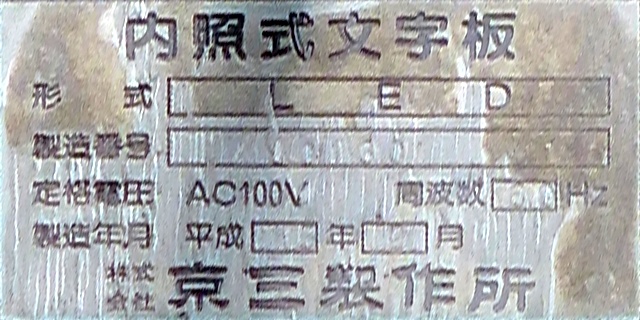 内照式文字板
形式 LED
製造番号
定格電圧 AC100V 周波数 Hz
製造年月 平成 年 月
株式会社 京三製作所